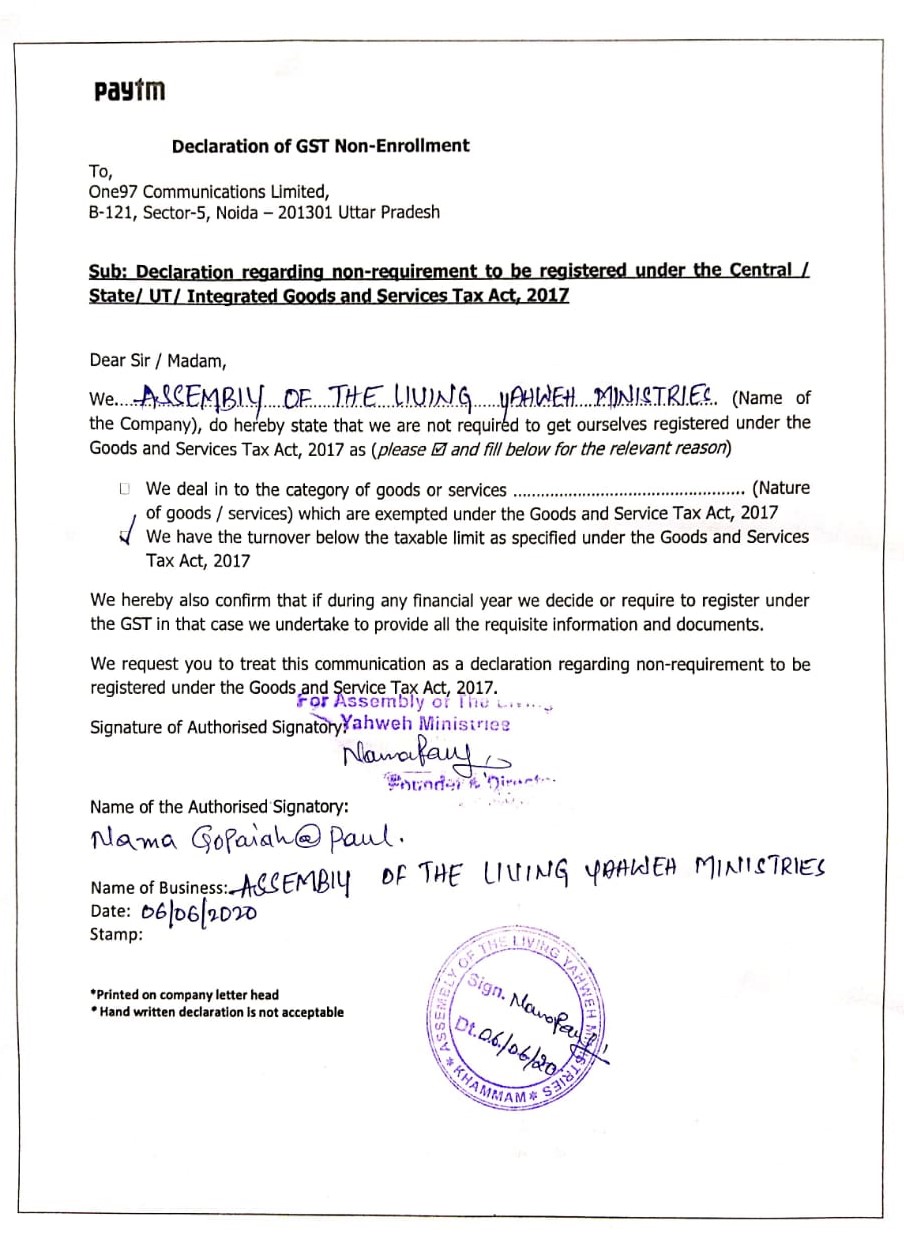 paytm
Declaration of GST Non-Enrollment
To,
One97 Communications Limited,
B-121, Sector-5, Noida – 201301 Uttar Pradesh
Sub: Declaration regarding non-requirement to be registered under the Central /
State/ UT/ Integrated Goods and Services Tax Act, 2017
Dear Sir / Madam,
We....ASSEMBLY OF THE LIVING YAHWEH MINISTRIES. (Name of
the Company), do hereby state that we are not required to get ourselves registered under the
Goods and Services Tax Act, 2017 as (please ☑ and fill below for the relevant reason)
☐ We deal in to the category of goods or services ................................................ (Nature
of goods / services) which are exempted under the Goods and Service Tax Act, 2017
☑ We have the turnover below the taxable limit as specified under the Goods and Services
Tax Act, 2017
We hereby also confirm that if during any financial year we decide or require to register under
the GST in that case we undertake to provide all the requisite information and documents.
We request you to treat this communication as a declaration regarding non-requirement to be
registered under the Goods and Service Tax Act, 2017.
For Assembly of The Living
Signature of Authorised Signatory: Yahweh Ministries
Founder & Director
Name of the Authorised Signatory:
Nama Gopaiah@Paul.
Name of Business: ASSEMBLY OF THE LIVING YAHWEH MINISTRIES
Date: 06/06/2020
Stamp:
ASSEMBLY OF THE LIVING YAHWEH MINISTRIES * KHAMMAM *
Sign.
Dt.06/06/20
*Printed on company letter head
* Hand written declaration is not acceptable